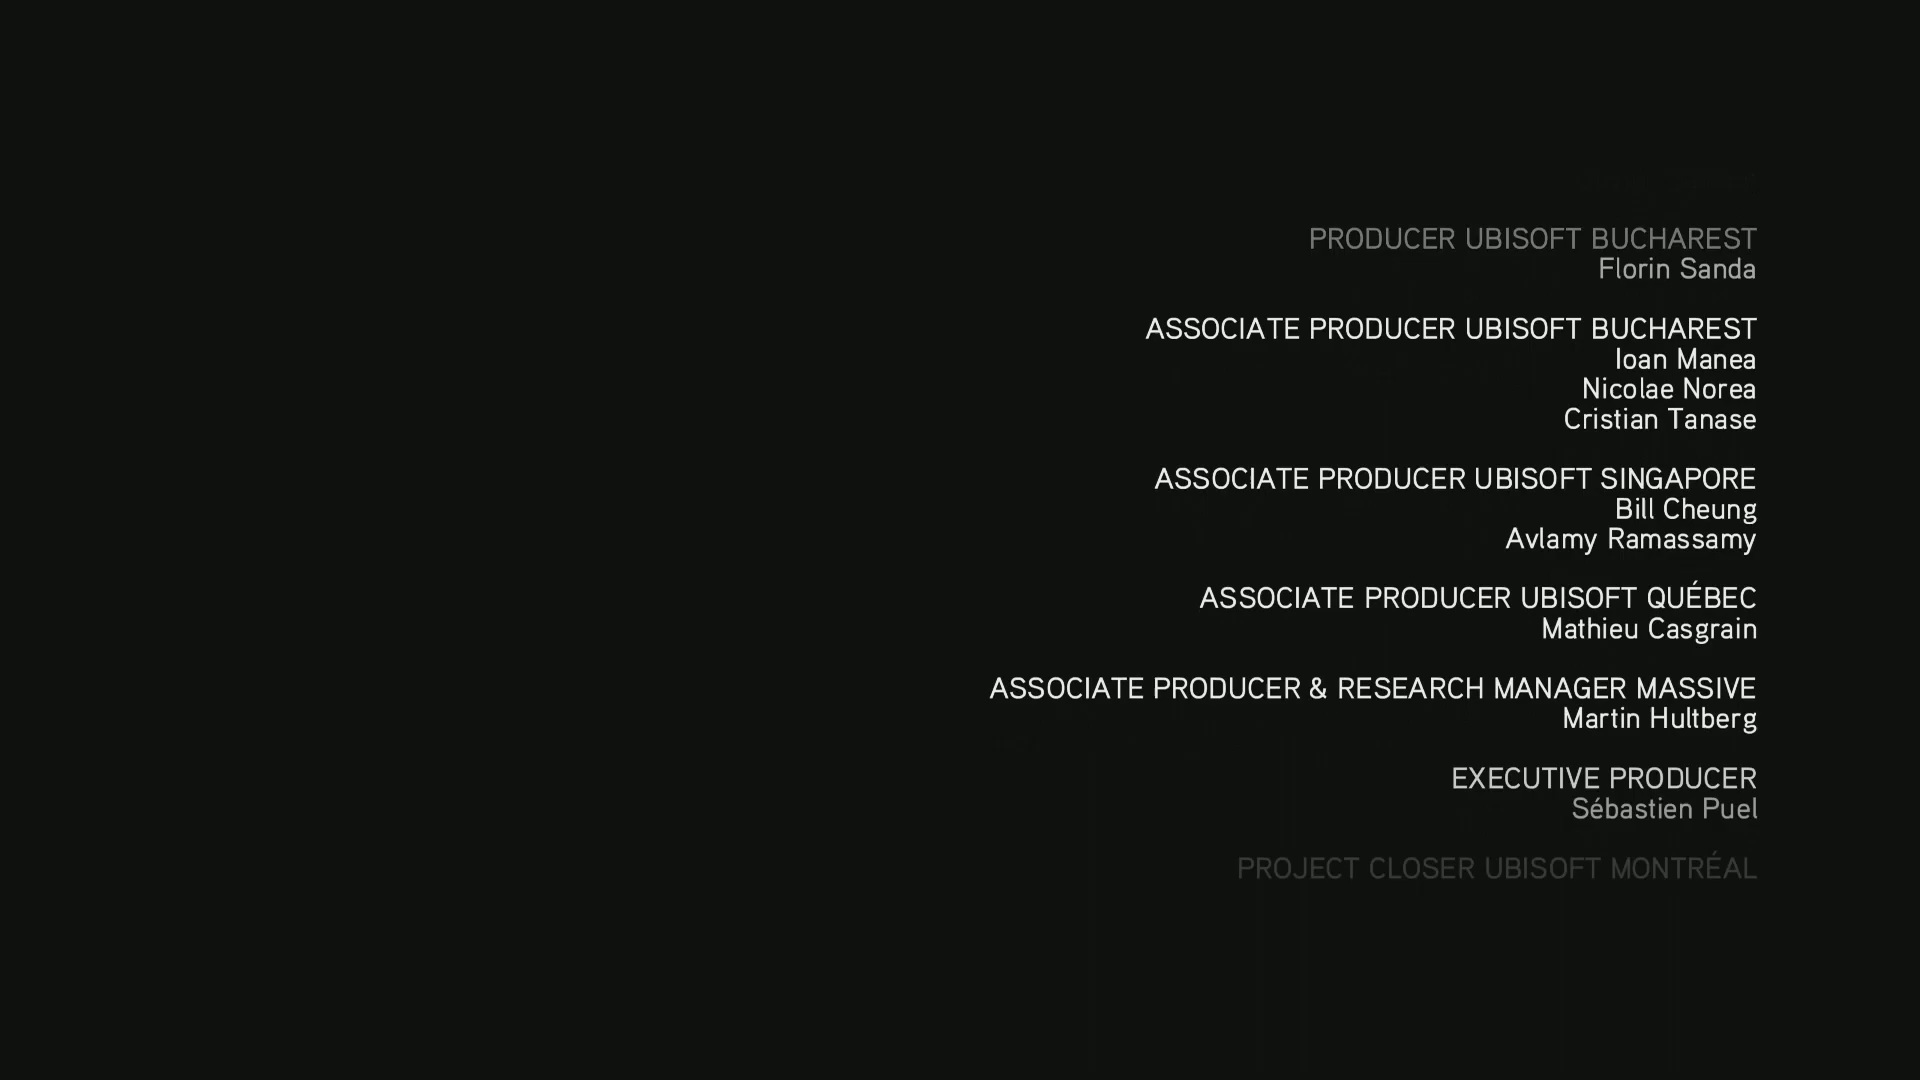 PRODUCER UBISOFT BUCHAREST
Florin Sanda
ASSOCIATE PRODUCER UBISOFT BUCHAREST
Ioan Manea
Nicolae Norea
Cristian Tanase
ASSOCIATE PRODUCER UBISOFT SINGAPORE
Bill Cheung
Avlamy Ramassamy
ASSOCIATE PRODUCER UBISOFT QUÉBEC
Mathieu Casgrain
ASSOCIATE PRODUCER & RESEARCH MANAGER MASSIVE
Martin Hultberg
EXECUTIVE PRODUCER
Sébastien Puel
PROJECT CLOSER UBISOFT MONTRÉAL